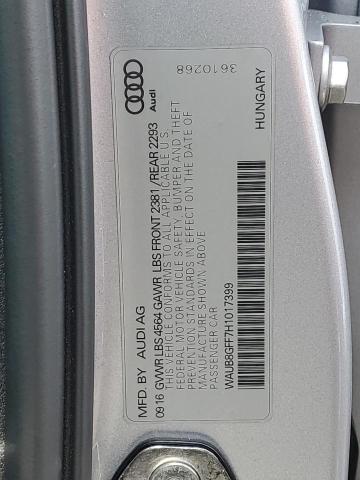 MFD. BY AUDI AG
09 16 GVWR LBS 4564 GAWR LBS FRONT 2381 / REAR 2293
THIS VEHICLE CONFORMS TO ALL APPLICABLE U.S.
FEDERAL MOTOR VEHICLE SAFETY, BUMPER AND THEFT
PREVENTION STANDARDS IN EFFECT ON THE DATE OF
MANUFACTURE SHOWN ABOVE
PASSENGER CAR
WAUB8GFF7H1017399
HUNGARY
Audi
3610268